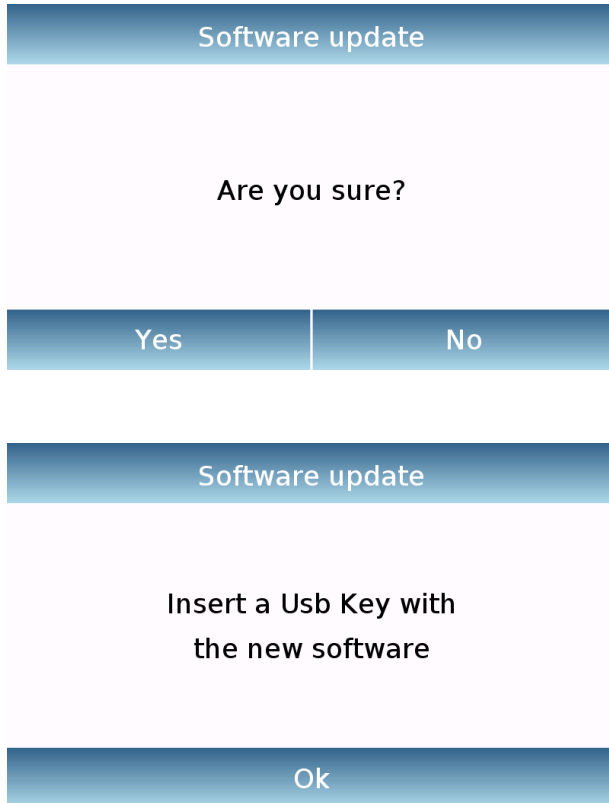 Software update
Are you sure?
Yes
No
Software update
Insert a Usb Key with
the new software
Ok